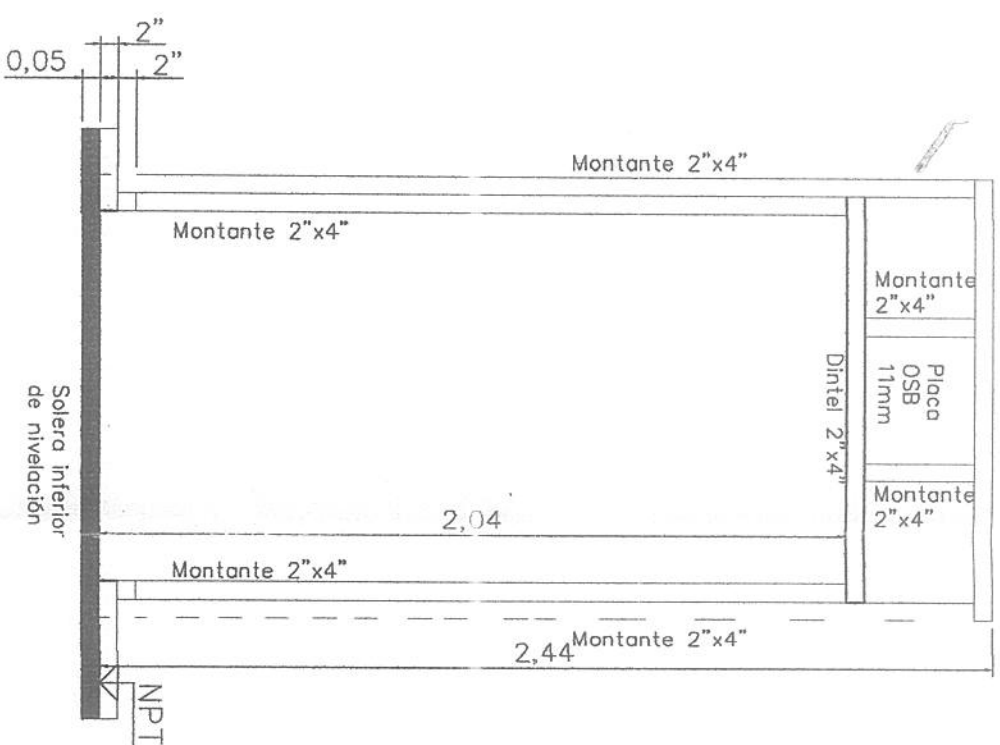 2"
0,05
2"
Montante 2"x4"
Montante 2"x4"
Montante
2"x4"
Placa
OSB
11mm
Dintel 2"x4"
Montante
2"x4"
Solera inferior
de nivelación
2,04
Montante 2"x4"
Montante 2"x4"
2,44
NPT